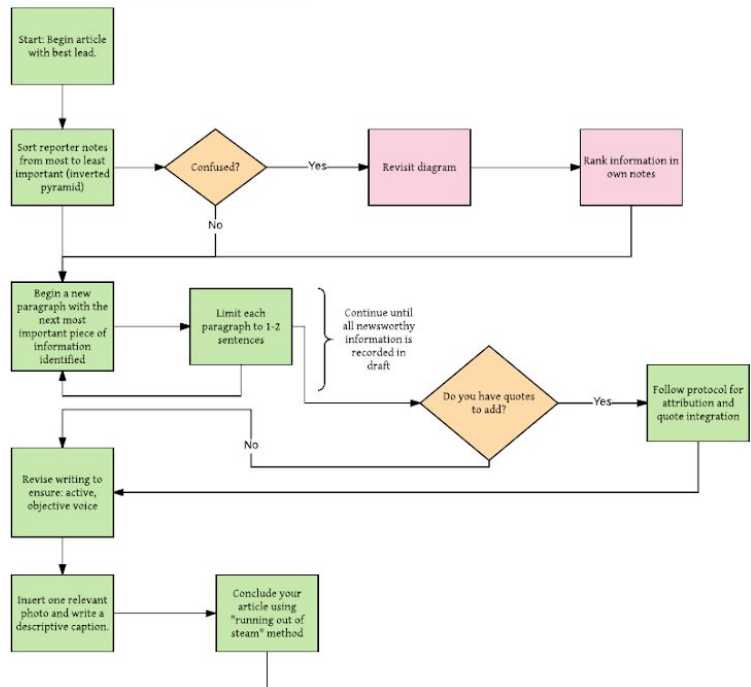 Start: Begin article
with best lead.
Sort reporter notes
from most to least
important (inverted
pyramid)
Confused?
Yes
Revisit diagram
Rank information in
own notes
No
Begin a new
paragraph with the
next most
important piece of
information
identified
Limit each
paragraph to 1-2
sentences
Continue until
all newsworthy
information is
recorded in
draft
Do you have quotes
to add?
Yes
Follow protocol for
attribution and
quote integration
No
Revise writing to
ensure: active,
objective voice
Insert one relevant
photo and write a
descriptive caption.
Conclude your
article using
"running out of
steam" method